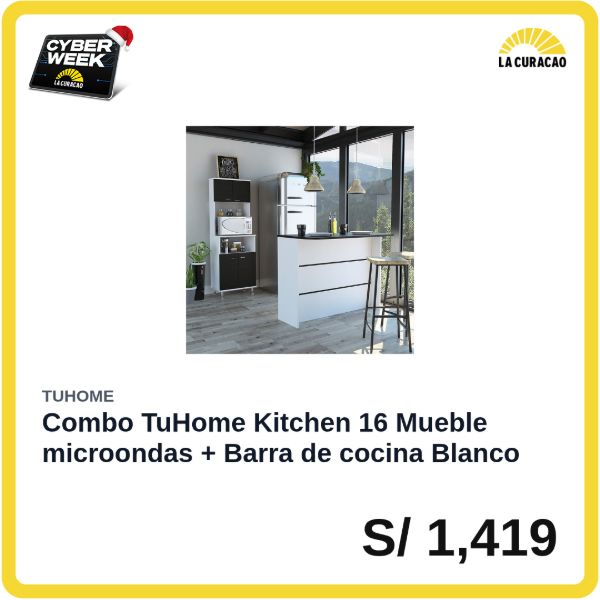 CYBER
WEEK
LA CURACAO
LA CURACAO
TUHOME
Combo TuHome Kitchen 16 Mueble
microondas + Barra de cocina Blanco
S/ 1,419